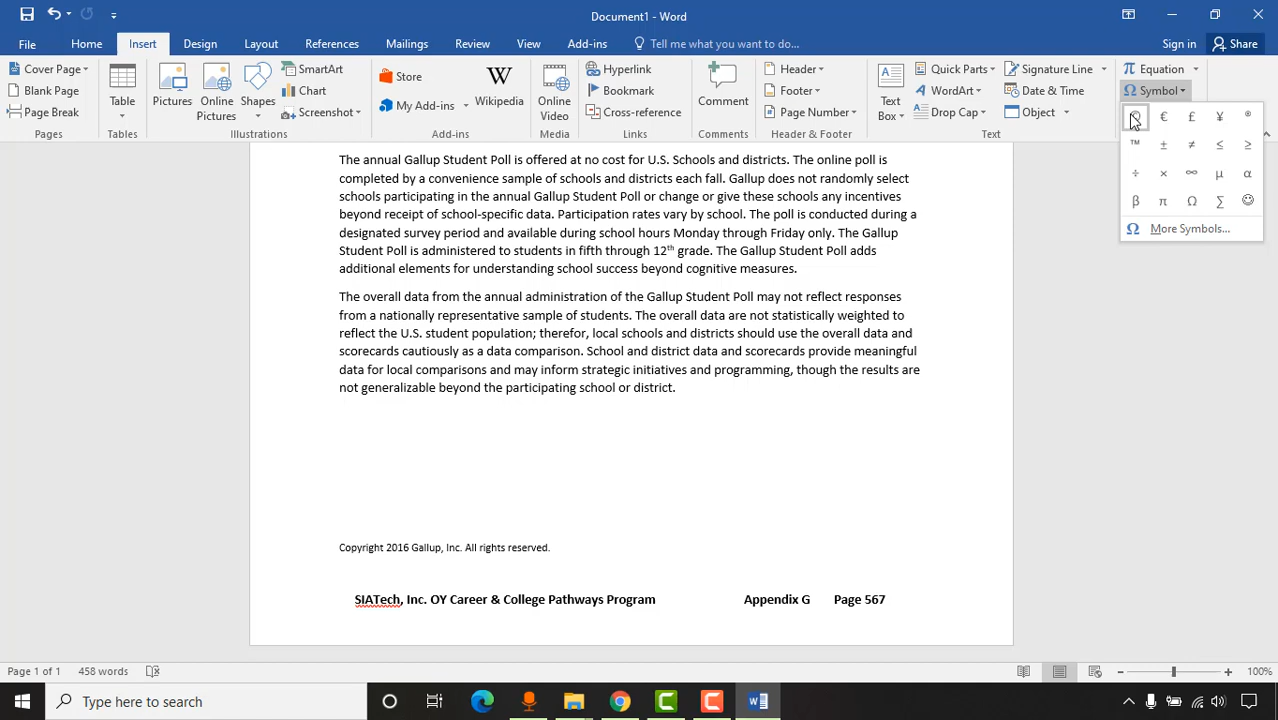 Document1 - Word
File Home Insert Design Layout References Mailings Review View Add-ins Tell me what you want to do... Sign in Share
Cover Page
Blank Page
Page Break
Pages
Table
Tables
Pictures
Online Pictures
Shapes
SmartArt
Chart
Screenshot
Illustrations
Store
My Add-ins
Wikipedia
Add-ins
Online Video
Media
Hyperlink
Bookmark
Cross-reference
Links
Comment
Comments
Header
Footer
Page Number
Header & Footer
Text Box
Quick Parts
WordArt
Drop Cap
Signature Line
Date & Time
Object
Text
Equation
Symbol
€ £ ¥
™ ± ≠ ≤ ≥
÷ × ∞ µ α
β π Ω ∑ ☺
Ω More Symbols...
The annual Gallup Student Poll is offered at no cost for U.S. Schools and districts. The online poll is
completed by a convenience sample of schools and districts each fall. Gallup does not randomly select
schools participating in the annual Gallup Student Poll or change or give these schools any incentives
beyond receipt of school-specific data. Participation rates vary by school. The poll is conducted during a
designated survey period and available during school hours Monday through Friday only. The Gallup
Student Poll is administered to students in fifth through 12th grade. The Gallup Student Poll adds
additional elements for understanding school success beyond cognitive measures.
The overall data from the annual administration of the Gallup Student Poll may not reflect responses
from a nationally representative sample of students. The overall data are not statistically weighted to
reflect the U.S. student population; therefor, local schools and districts should use the overall data and
scorecards cautiously as a data comparison. School and district data and scorecards provide meaningful
data for local comparisons and may inform strategic initiatives and programming, though the results are
not generalizable beyond the participating school or district.
Copyright 2016 Gallup, Inc. All rights reserved.
SIATech, Inc. OY Career & College Pathways Program Appendix G Page 567
Page 1 of 1 458 words 100%
Type here to search